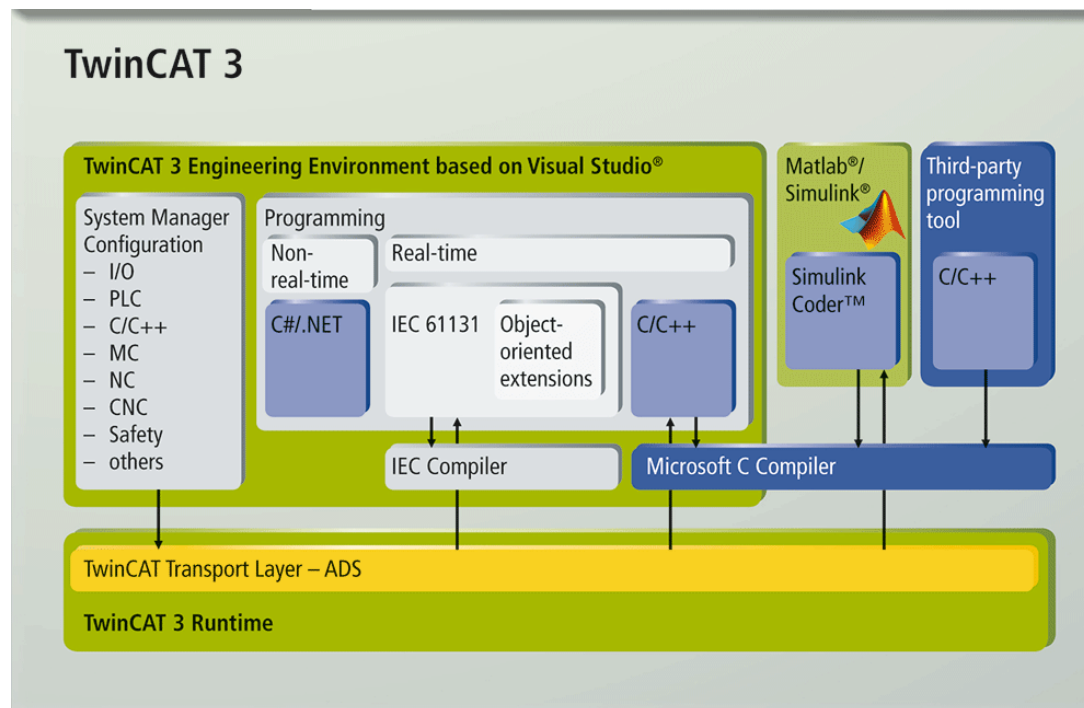 TwinCAT 3
TwinCAT 3 Engineering Environment based on Visual Studio®
System Manager
Configuration
– I/O
– PLC
– C/C++
– MC
– NC
– CNC
– Safety
– others
Programming
Non-
real-time
Real-time
C#/.NET
IEC 61131
Object-
oriented
extensions
C/C++
IEC Compiler
Matlab®/
Simulink®
Simulink
Coder™
Third-party
programming
tool
C/C++
Microsoft C Compiler
TwinCAT Transport Layer – ADS
TwinCAT 3 Runtime